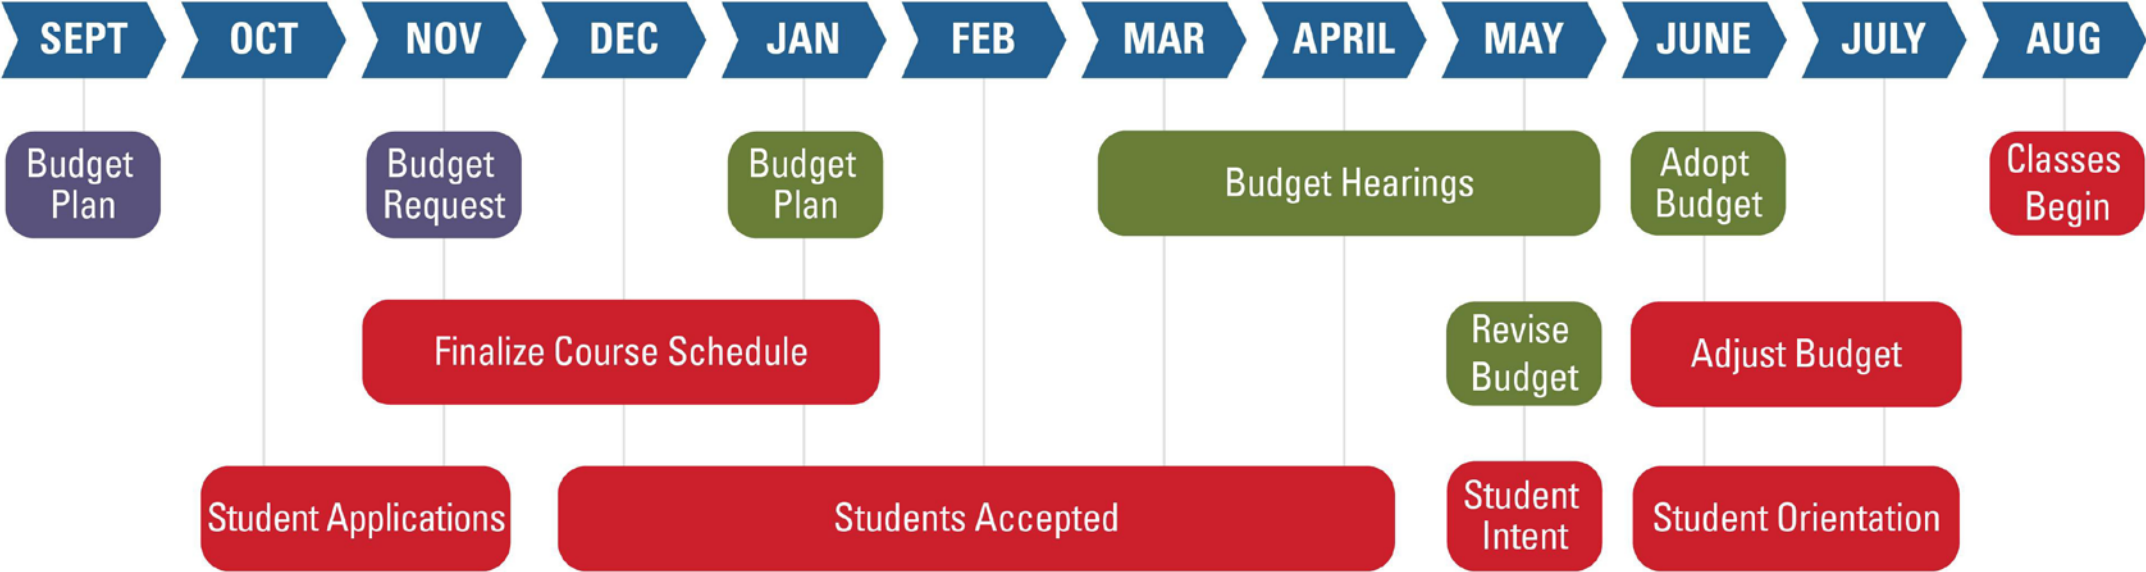 SEPT OCT NOV DEC JAN FEB MAR APRIL MAY JUNE JULY AUG
Budget
Plan
Budget
Request
Budget
Plan
Budget Hearings
Adopt
Budget
Classes
Begin
Finalize Course Schedule
Revise
Budget
Adjust Budget
Student Applications
Students Accepted
Student
Intent
Student Orientation